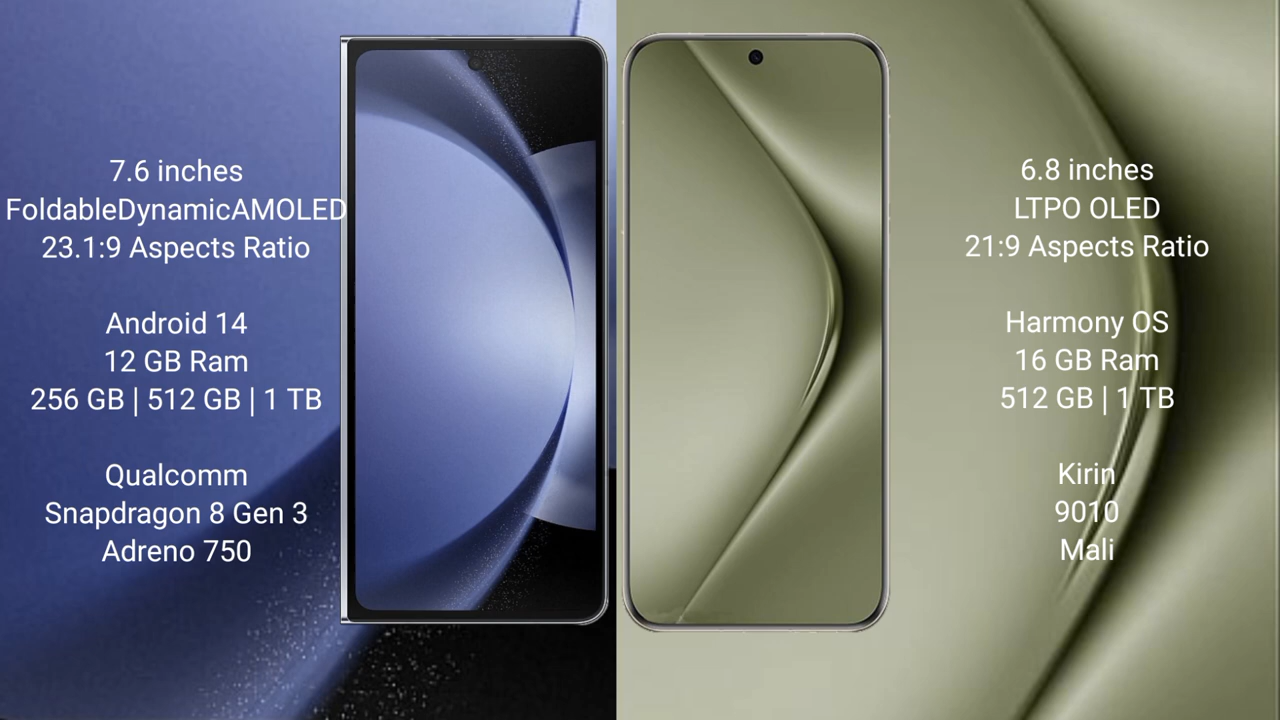 7.6 inches
FoldableDynamicAMOLED
23.1:9 Aspects Ratio
Android 14
12 GB Ram
256 GB | 512 GB | 1 TB
Qualcomm
Snapdragon 8 Gen 3
Adreno 750
6.8 inches
LTPO OLED
21:9 Aspects Ratio
Harmony OS
16 GB Ram
512 GB | 1 TB
Kirin
9010
Mali